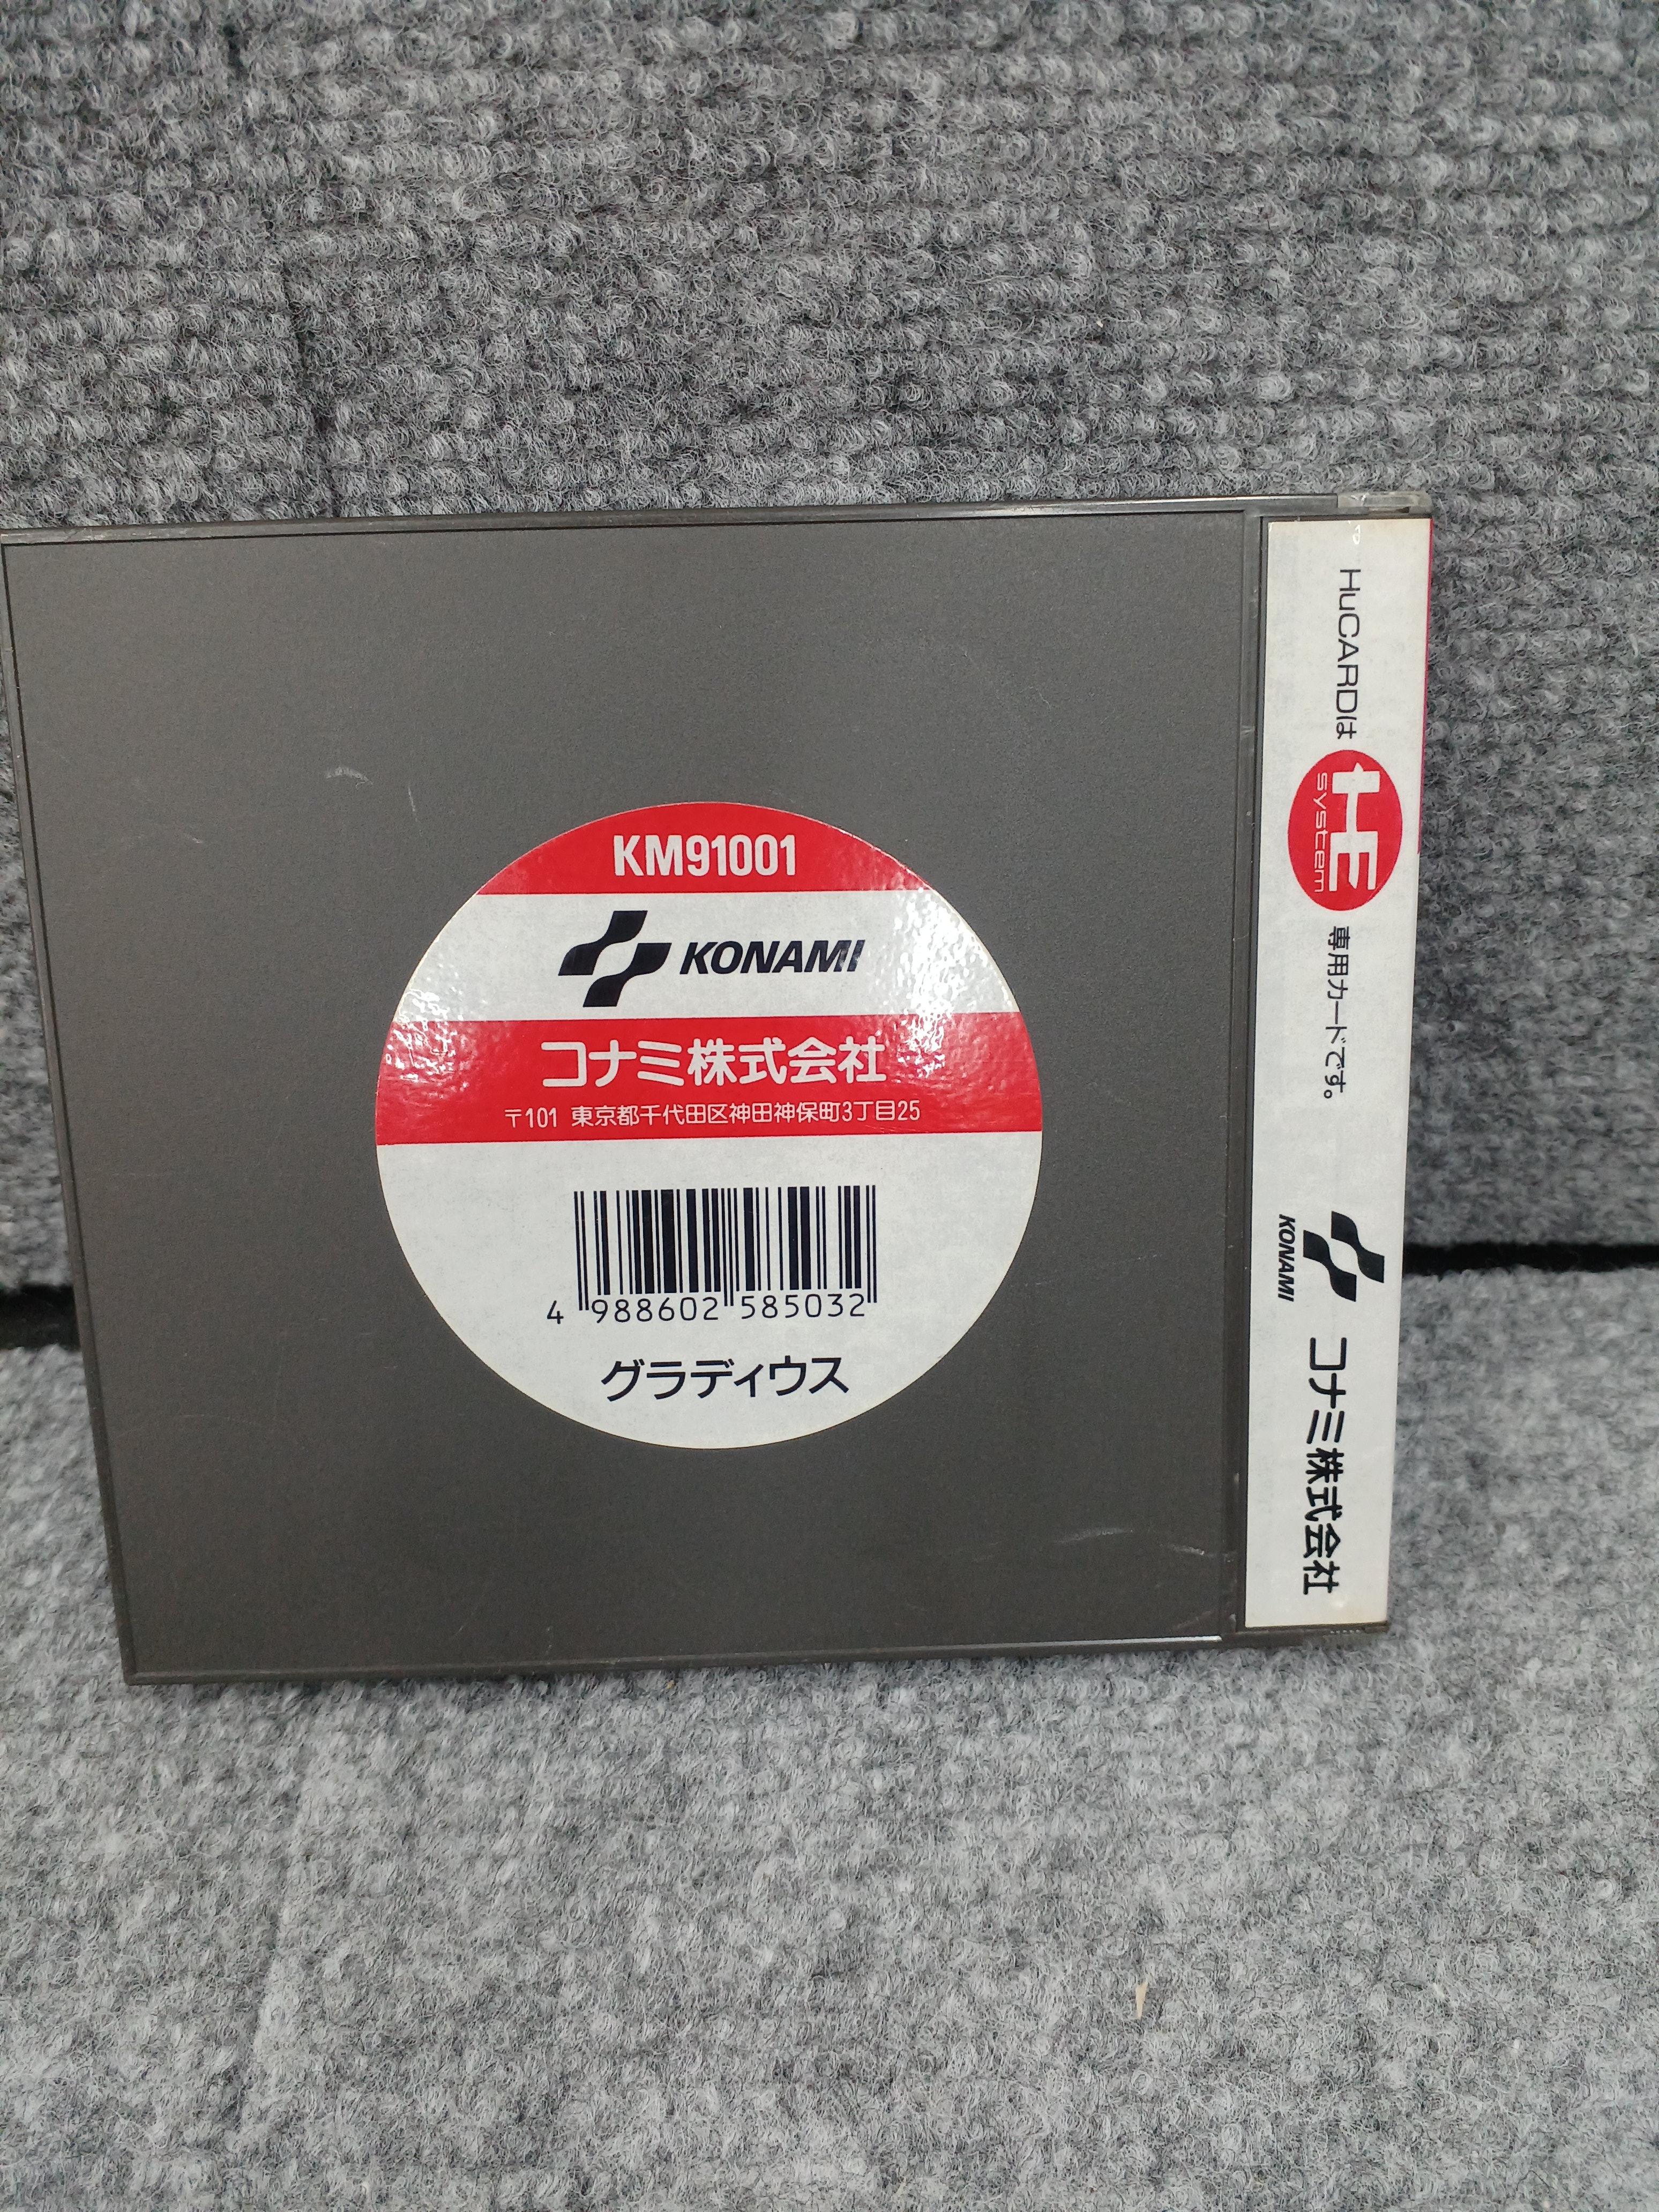 KM91001
KONAMI
コナミ株式会社
〒101 東京都千代田区神田神保町3丁目25
4 988602 585032
グラディウス
HuCARDは HE system 専用カードです。
KONAMI
コナミ株式会社